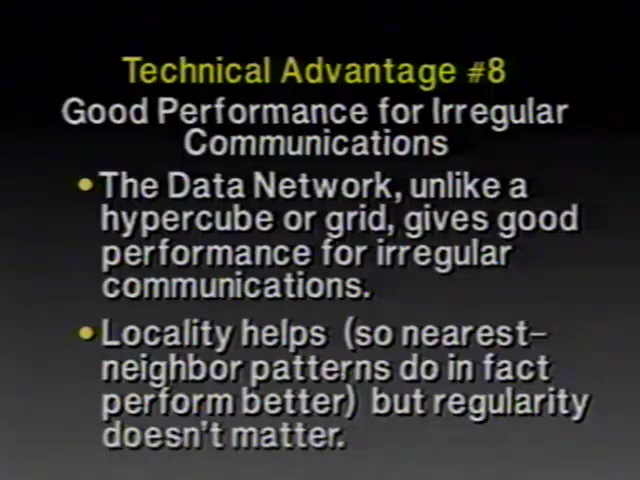 Technical Advantage #8
Good Performance for Irregular
Communications
• The Data Network, unlike a
hypercube or grid, gives good
performance for irregular
communications.
• Locality helps (so nearest–
neighbor patterns do in fact
perform better) but regularity
doesn't matter.